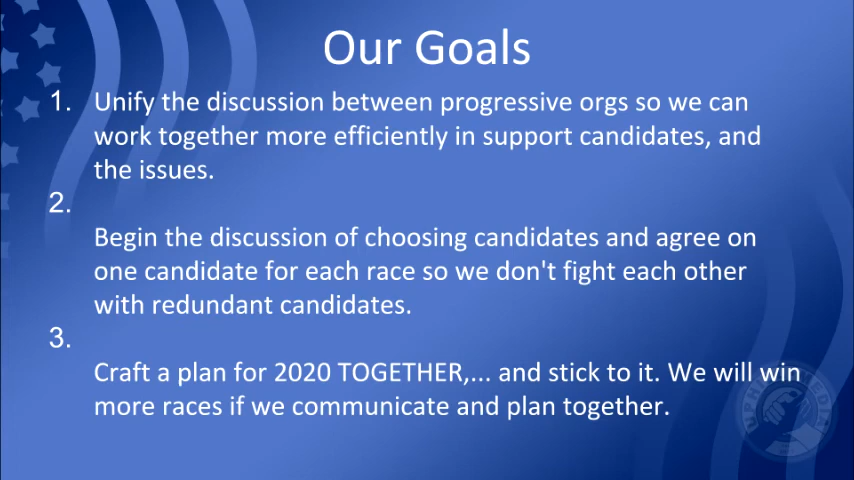 Our Goals
1. Unify the discussion between progressive orgs so we can
work together more efficiently in support candidates, and
the issues.
2.
Begin the discussion of choosing candidates and agree on
one candidate for each race so we don't fight each other
with redundant candidates.
3.
Craft a plan for 2020 TOGETHER,... and stick to it. We will win
more races if we communicate and plan together.